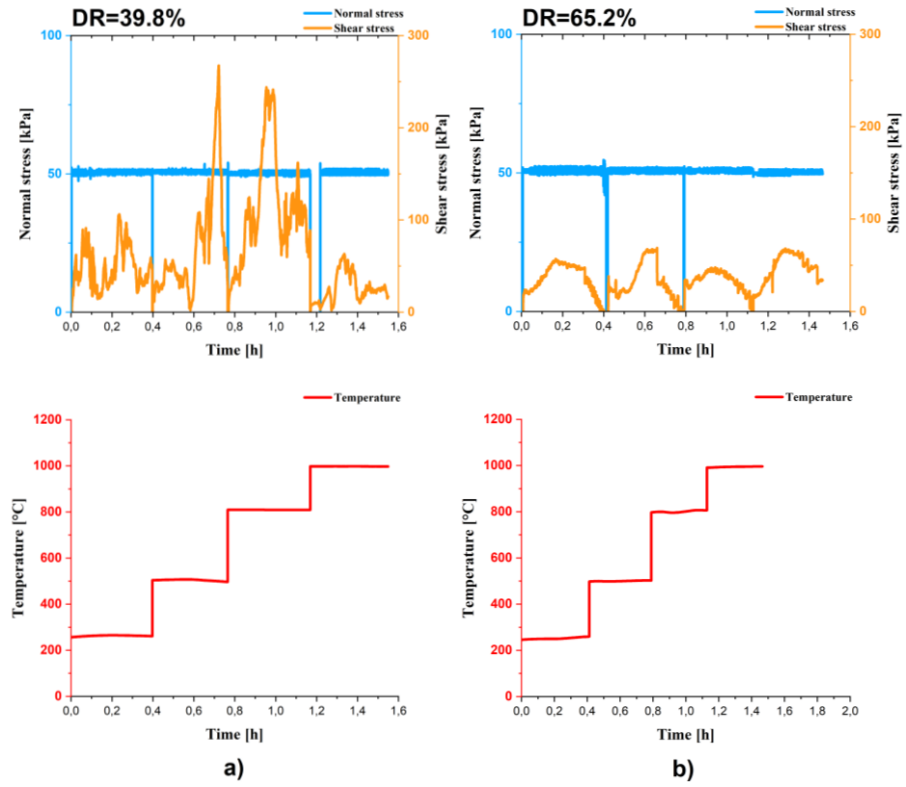 DR=39.8%
Normal stress
Shear stress
100
50
0
Normal stress [kPa]
300
200
100
0
Shear stress [kPa]
0,0 0,2 0,4 0,6 0,8 1,0 1,2 1,4 1,6
Time [h]
DR=65.2%
Normal stress
Shear stress
100
50
0
Normal stress [kPa]
300
200
100
0
Shear stress [kPa]
0,0 0,2 0,4 0,6 0,8 1,0 1,2 1,4 1,6
Time [h]
Temperature
1200
1000
800
600
400
200
0
Temperature [°C]
0,0 0,2 0,4 0,6 0,8 1,0 1,2 1,4 1,6
Time [h]
a)
Temperature
1200
1000
800
600
400
200
0
Temperature [°C]
0,0 0,2 0,4 0,6 0,8 1,0 1,2 1,4 1,6 1,8 2,0
Time [h]
b)